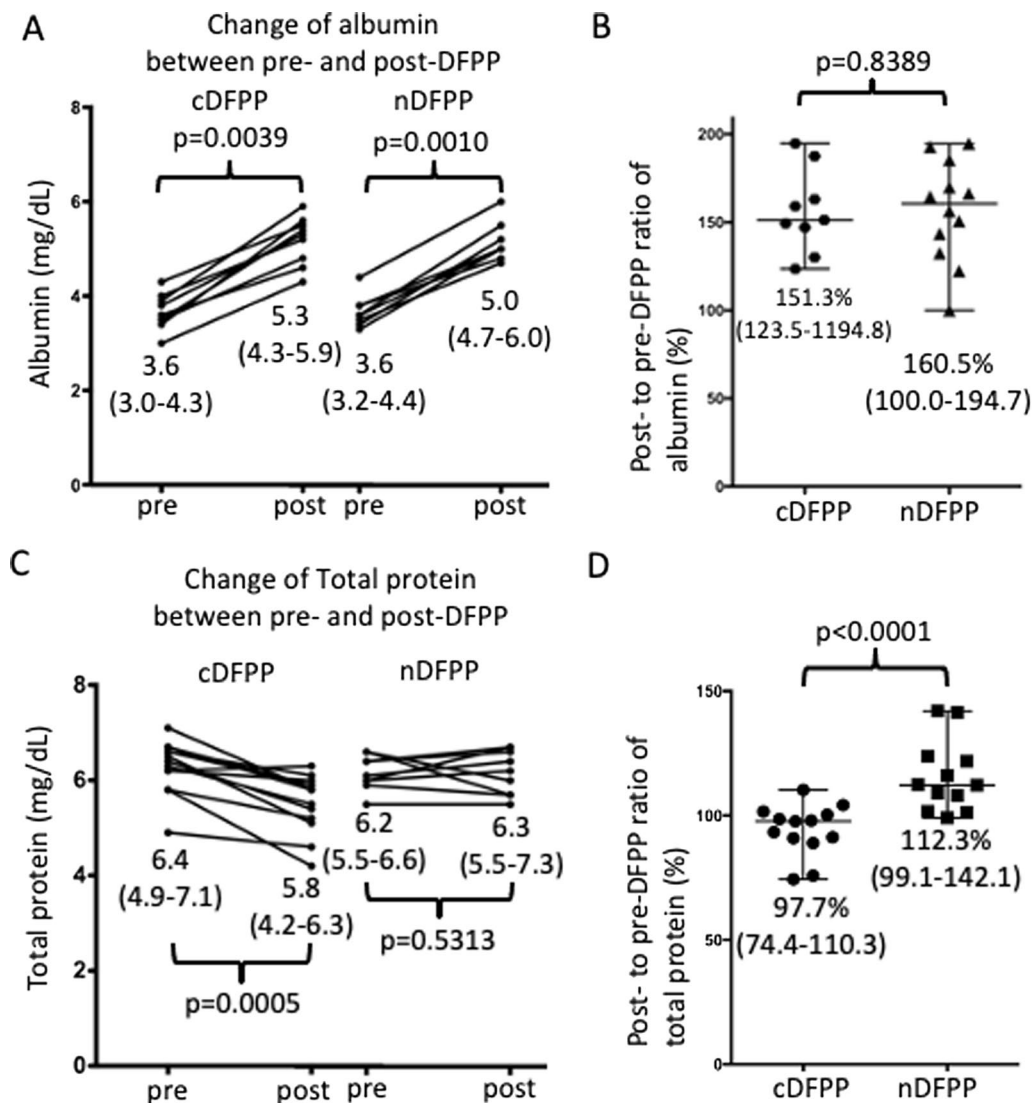 A
Change of albumin
between pre- and post-DFPP
cDFPP
nDFPP
p=0.0039
p=0.0010
Albumin (mg/dL)
8
6
4
2
0
3.6
(3.0-4.3)
5.3
(4.3-5.9)
3.6
(3.2-4.4)
5.0
(4.7-6.0)
pre
post
pre
post
B
p=0.8389
Post- to pre-DFPP ratio of
albumin (%)
200
150
100
50
0
151.3%
(123.5-1194.8)
160.5%
(100.0-194.7)
cDFPP
nDFPP
C
Change of Total protein
between pre- and post-DFPP
cDFPP
nDFPP
Total protein (mg/dL)
8
6
4
2
0
6.4
(4.9-7.1)
5.8
(4.2-6.3)
6.2
(5.5-6.6)
6.3
(5.5-7.3)
p=0.0005
p=0.5313
pre
post
pre
post
D
p<0.0001
Post- to pre-DFPP ratio of
total protein (%)
150
100
50
0
97.7%
(74.4-110.3)
112.3%
(99.1-142.1)
cDFPP
nDFPP